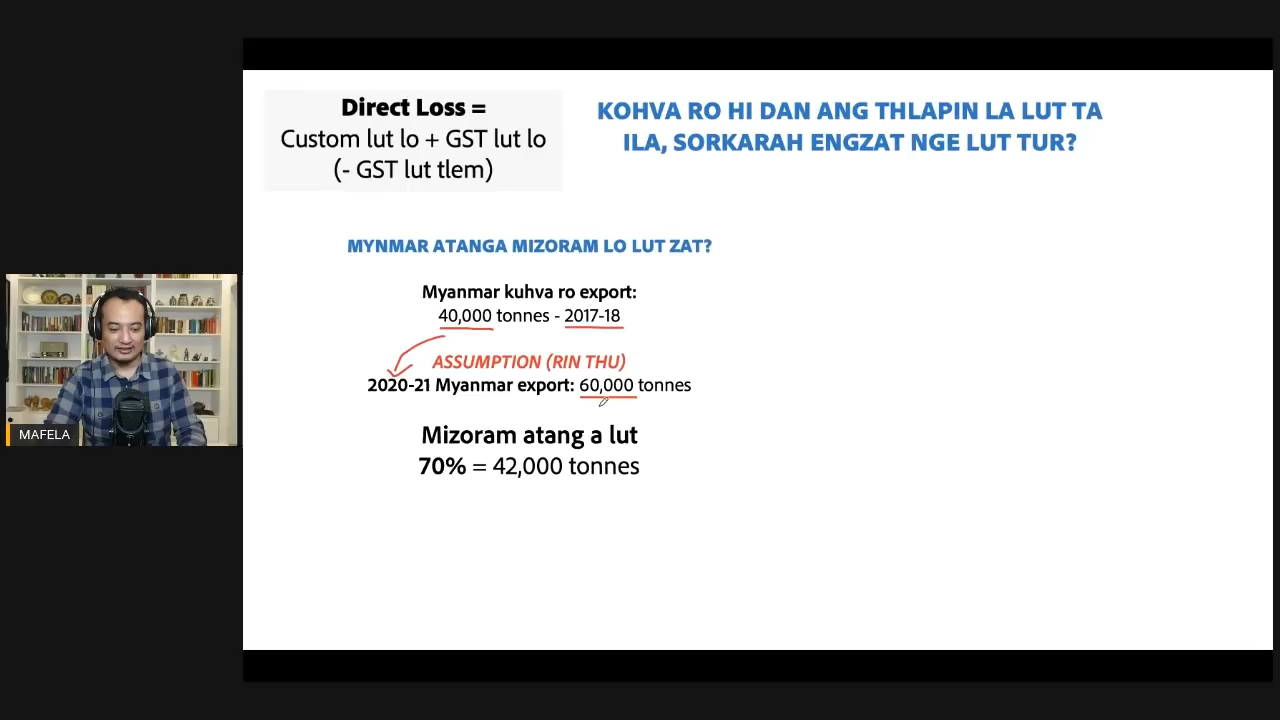 Direct Loss =
Custom lut lo + GST lut lo
(- GST lut tlem)
KOHVA RO HI DAN ANG THLAPIN LA LUT TA
ILA, SORKARAH ENGZAT NGE LUT TUR?
MYNMAR ATANGA MIZORAM LO LUT ZAT?
Myanmar kuhva ro export:
40,000 tonnes - 2017-18
ASSUMPTION (RIN THU)
2020-21 Myanmar export: 60,000 tonnes
Mizoram atang a lut
70% = 42,000 tonnes
MAFELA